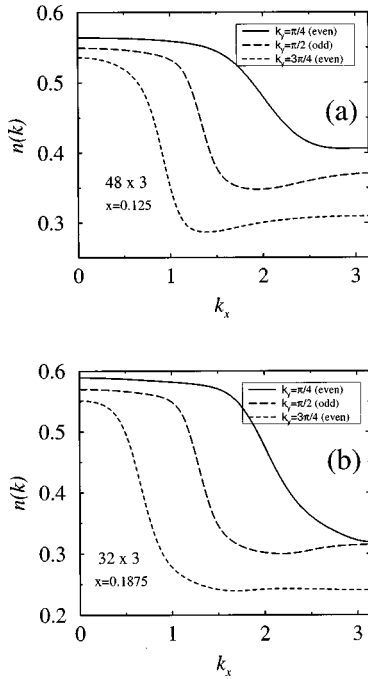 0.6
0.5
0.4
0.3
n(k)
k_y=π/4 (even)
k_y=π/2 (odd)
k_y=3π/4 (even)
(a)
48 x 3
x=0.125
0 1 2 3
k_x
0.6
0.5
0.4
0.3
0.2
n(k)
k_y=π/4 (even)
k_y=π/2 (odd)
k_y=3π/4 (even)
(b)
32 x 3
x=0.1875
0 1 2 3
k_x